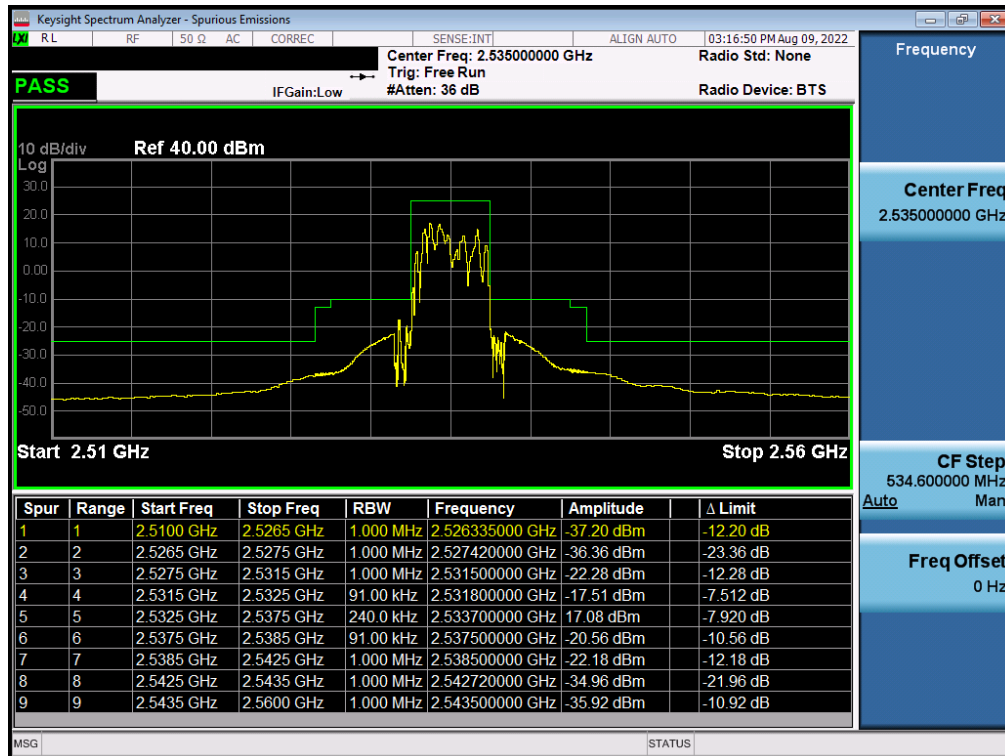 Keysight Spectrum Analyzer - Spurious Emissions
LXI RL RF 50 Ω AC CORREC SENSE:INT ALIGN AUTO 03:16:50 PM Aug 09, 2022
Center Freq: 2.535000000 GHz Radio Std: None
Trig: Free Run
PASS IFGain:Low #Atten: 36 dB Radio Device: BTS
10 dB/div Ref 40.00 dBm
Log
30.0
20.0
10.0
0.00
-10.0
-20.0
-30.0
-40.0
-50.0
Start 2.51 GHz Stop 2.56 GHz
Spur Range Start Freq Stop Freq RBW Frequency Amplitude Δ Limit
1 1 2.5100 GHz 2.5265 GHz 1.000 MHz 2.526335000 GHz -37.20 dBm -12.20 dB
2 2 2.5265 GHz 2.5275 GHz 1.000 MHz 2.527420000 GHz -36.36 dBm -23.36 dB
3 3 2.5275 GHz 2.5315 GHz 1.000 MHz 2.531500000 GHz -22.28 dBm -12.28 dB
4 4 2.5315 GHz 2.5325 GHz 91.00 kHz 2.531800000 GHz -17.51 dBm -7.512 dB
5 5 2.5325 GHz 2.5375 GHz 240.0 kHz 2.533700000 GHz 17.08 dBm -7.920 dB
6 6 2.5375 GHz 2.5385 GHz 91.00 kHz 2.537500000 GHz -20.56 dBm -10.56 dB
7 7 2.5385 GHz 2.5425 GHz 1.000 MHz 2.538500000 GHz -22.18 dBm -12.18 dB
8 8 2.5425 GHz 2.5435 GHz 1.000 MHz 2.542720000 GHz -34.96 dBm -21.96 dB
9 9 2.5435 GHz 2.5600 GHz 1.000 MHz 2.543500000 GHz -35.92 dBm -10.92 dB
MSG STATUS
Frequency
Center Freq
2.535000000 GHz
CF Step
534.600000 MHz
Auto Man
Freq Offset
0 Hz